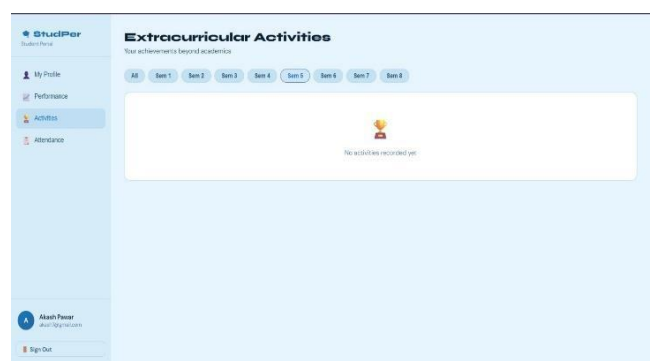 StudPer
Student Portal
My Profile
Performance
Activities
Attendance
Akash Pawar
Sign Out
Extracurricular Activities
Your achievements beyond academics
All Sem 1 Sem 2 Sem 3 Sem 4 Sem 5 Sem 6 Sem 7 Sem 8
No activities recorded yet
A